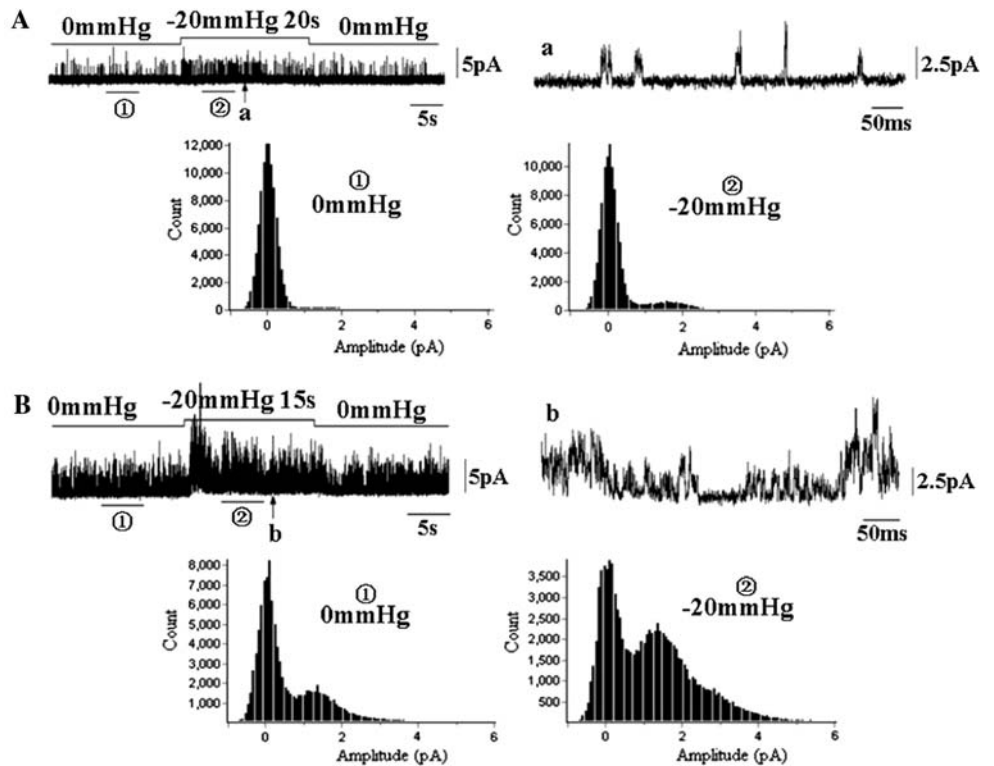 A
0mmHg -20mmHg 20s 0mmHg
5pA
① ② a
5s
a
2.5pA
50ms
12,000
10,000
8,000
6,000
4,000
2,000
0
Count
① 
0mmHg
0 2 4 6
Amplitude (pA)
10,000
8,000
6,000
4,000
2,000
0
Count
②
-20mmHg
0 2 4 6
Amplitude (pA)
B
0mmHg -20mmHg 15s 0mmHg
5pA
① ② b
5s
b
2.5pA
50ms
8,000
7,000
6,000
5,000
4,000
3,000
2,000
1,000
Count
①
0mmHg
0 2 4 6
Amplitude (pA)
3,500
3,000
2,500
2,000
1,500
1,000
500
Count
②
-20mmHg
0 2 4 6
Amplitude (pA)